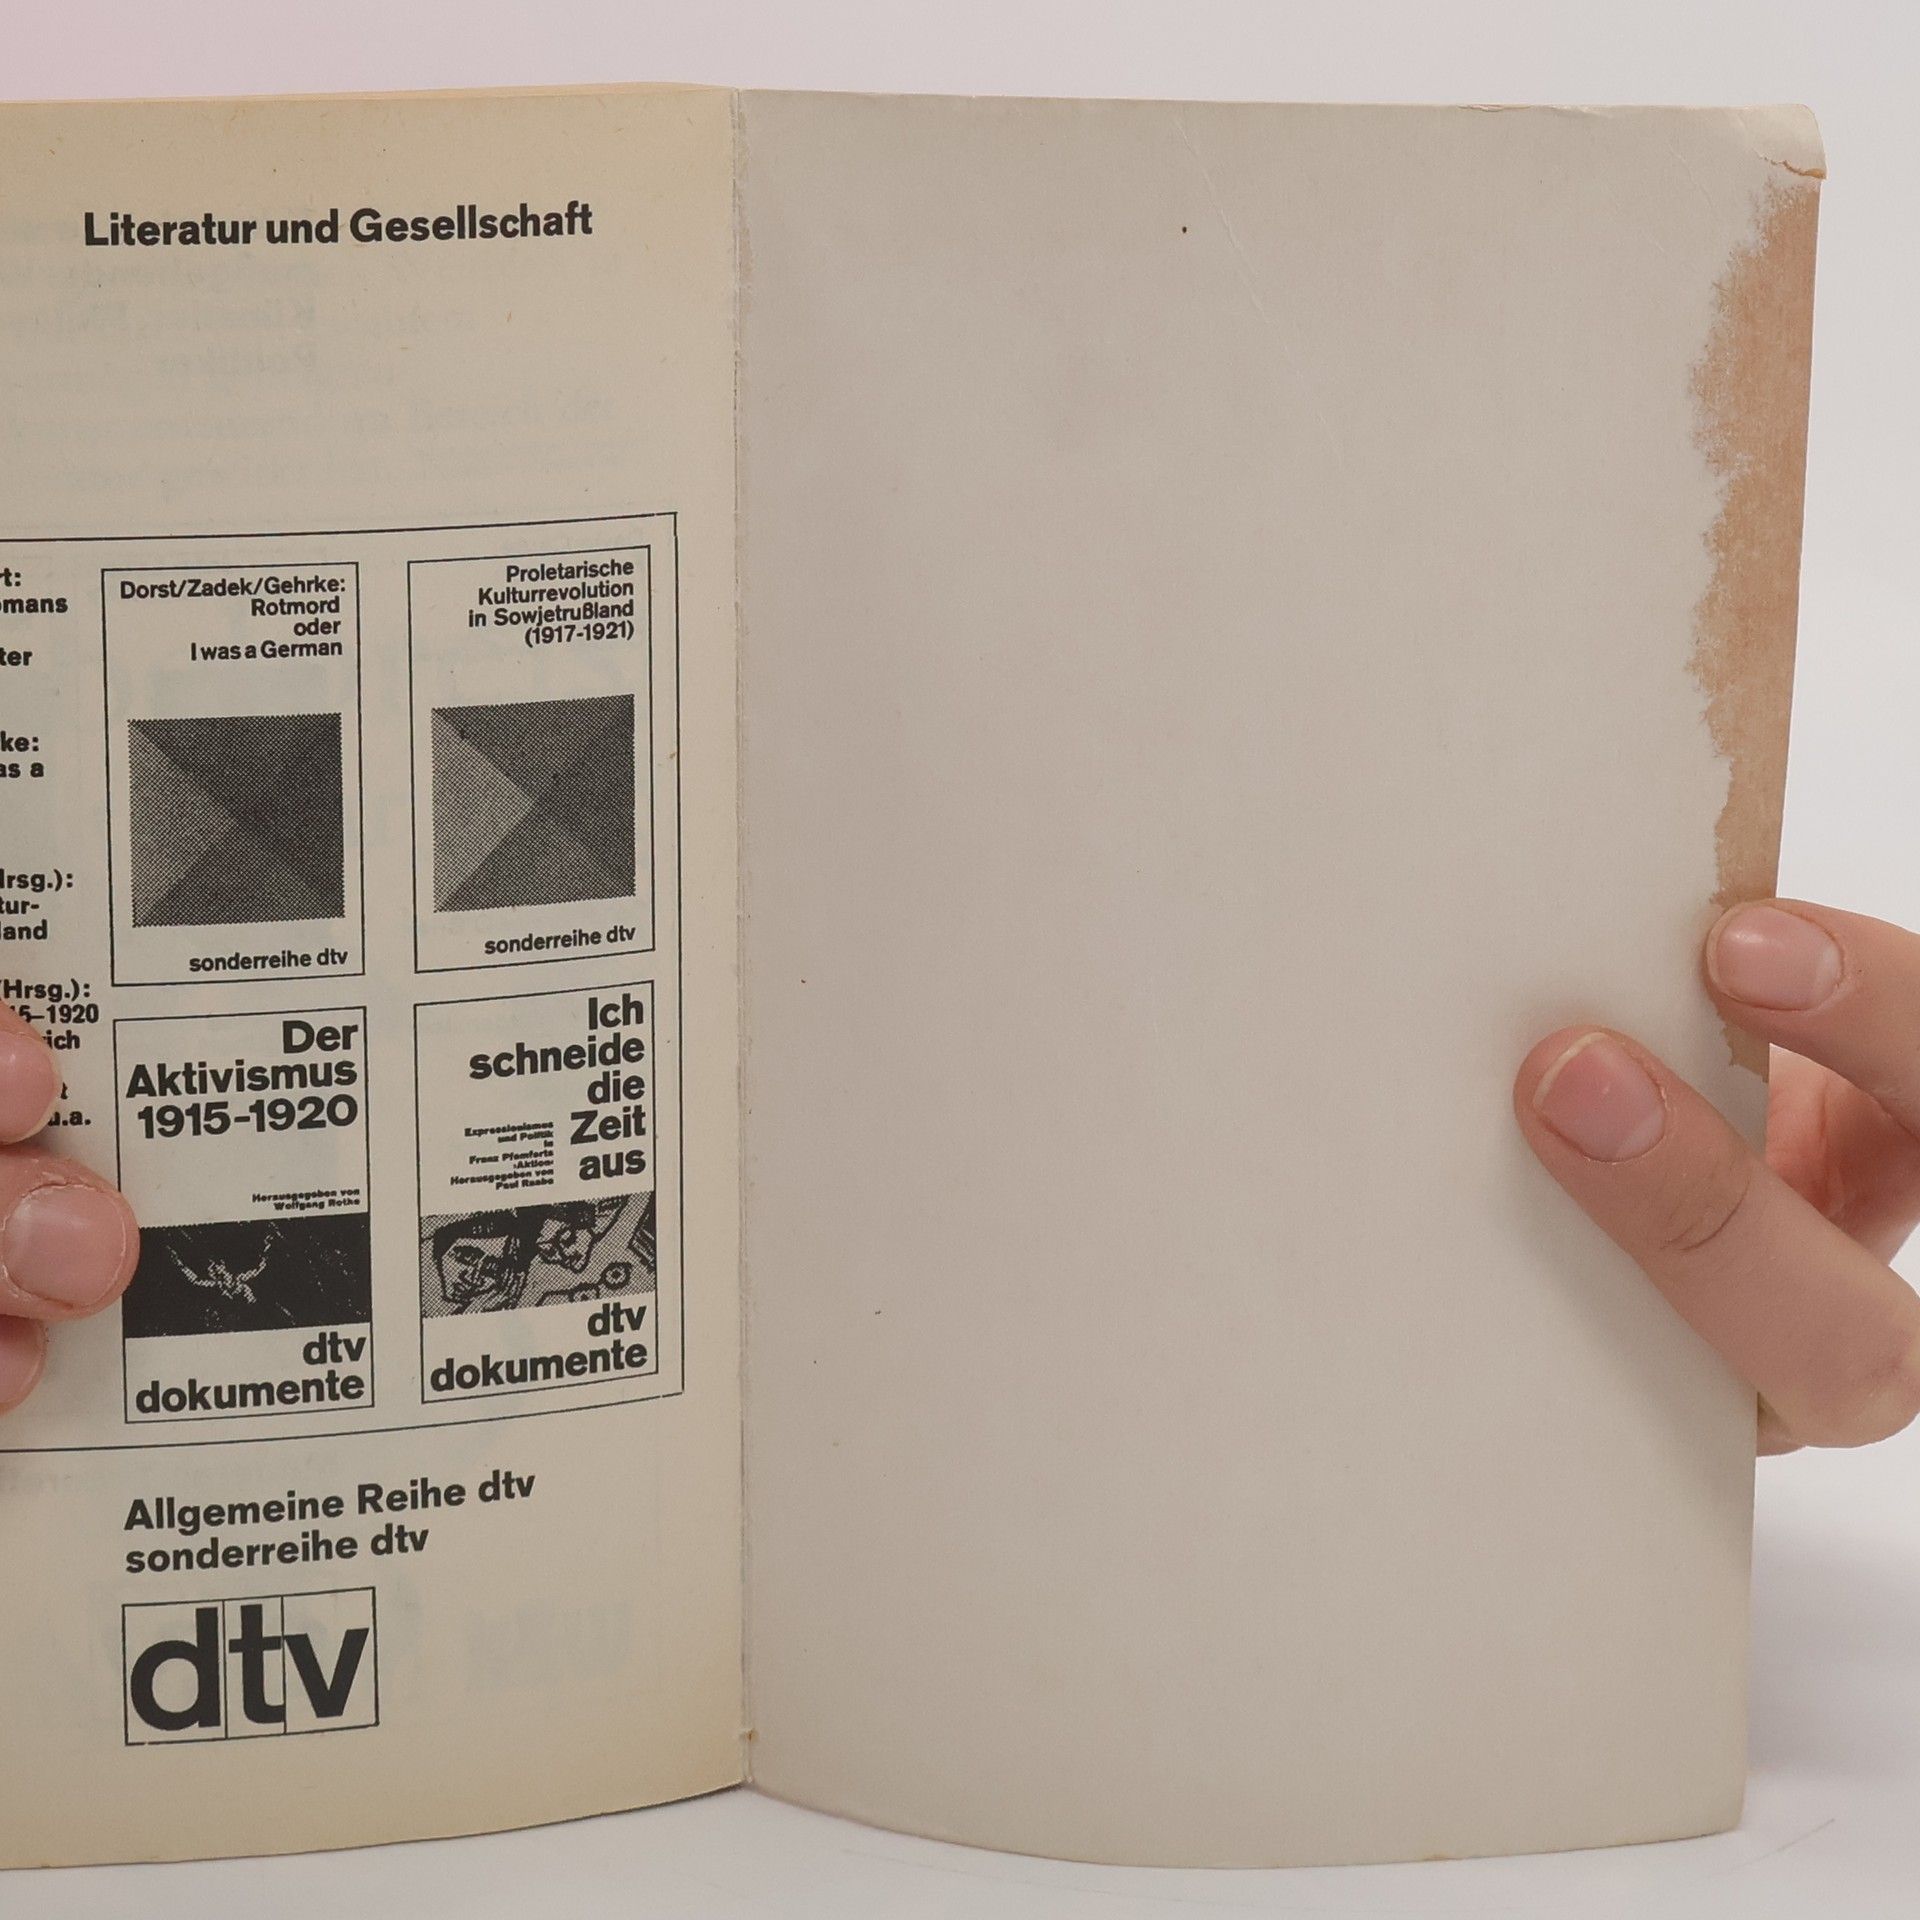 Literatur und Gesellschaft
rt:
omans
ter
ke:
as a
Hrsg.):
tur-
land
(Hrsg.):
15–1920
rich
t
u.a.
Dorst/Zadek/Gehrke:
Rotmord
oder
I was a German
sonderreihe dtv
Proletarische
Kulturrevolution
in Sowjetrußland
(1917-1921)
sonderreihe dtv
Der
Aktivismus
1915-1920
Herausgegeben von
Wolfgang Rothe
dtv
dokumente
Ich
schneide
die
Zeit
aus
Expressionismus
und Politik
in
Franz Pfemferts
›Aktion‹
Herausgegeben von
Paul Raabe
dtv
dokumente
Allgemeine Reihe dtv
sonderreihe dtv
dtv